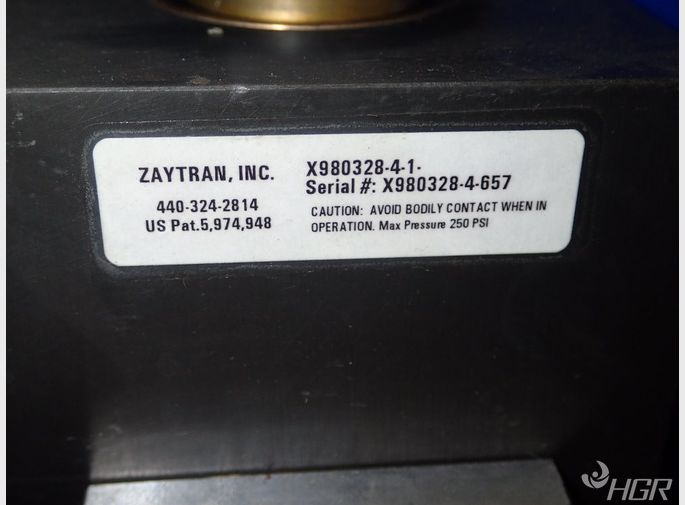 ZAYTRAN, INC.
440-324-2814
US Pat.5,974,948
X980328-4-1-
Serial #: X980328-4-657
CAUTION: AVOID BODILY CONTACT WHEN IN
OPERATION. Max Pressure 250 PSI
HGR